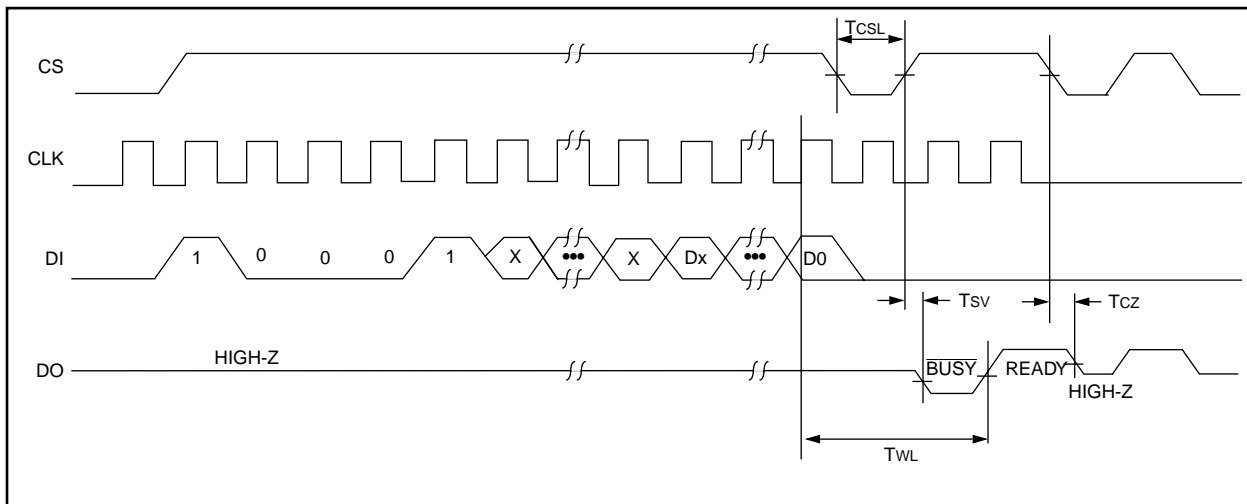 TCSL
CS
CLK
DI
1 0 0 0 1 X ••• X Dx ••• D0
TSV
TCZ
HIGH-Z
DO
BUSY
READY
HIGH-Z
TWL